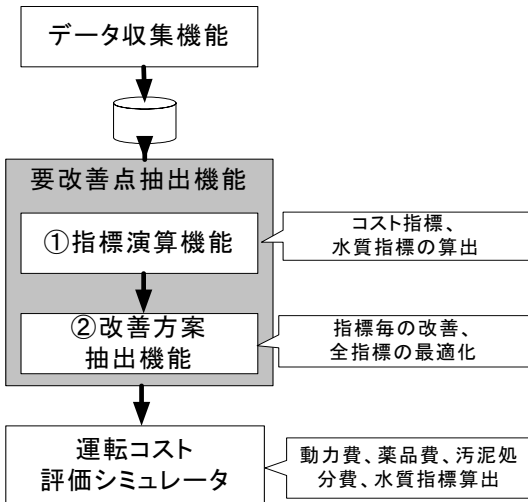 データ収集機能
要改善点抽出機能
①指標演算機能
コスト指標、
水質指標の算出
②改善方案
抽出機能
指標毎の改善、
全指標の最適化
運転コスト
評価シミュレータ
動力費、薬品費、汚泥処
分費、水質指標算出